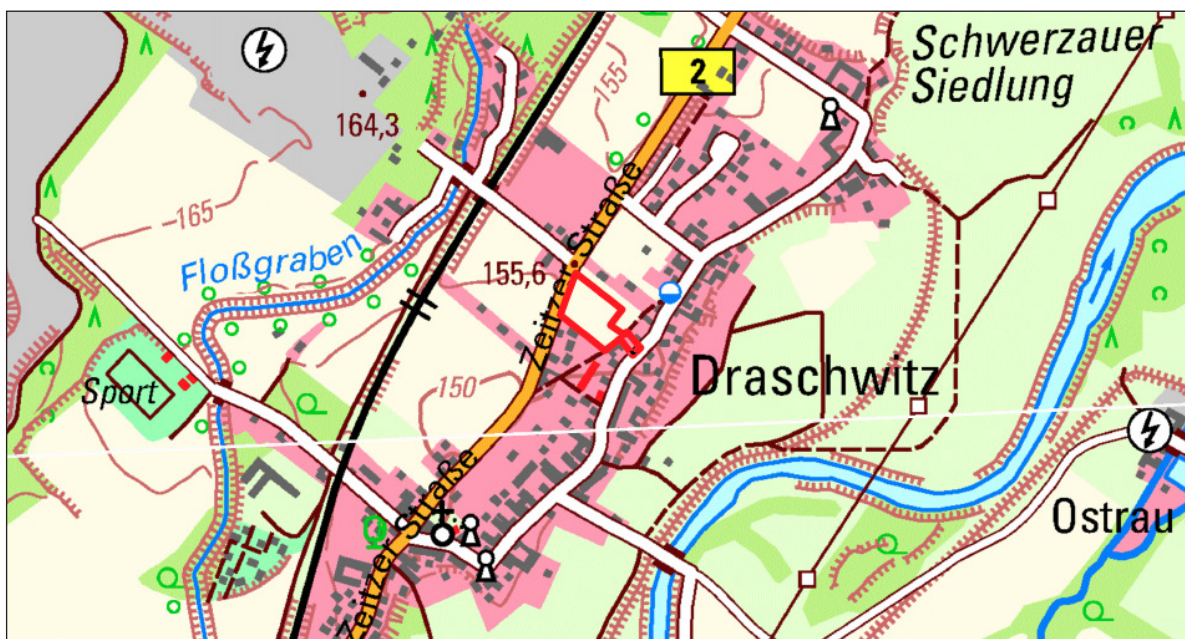 Schwerzauer
Siedlung
2
155
164,3
165
Floßgraben
155,6
Zeitzer Straße
150
Sport
Draschwitz
Ostrau
Zeitzer Straße